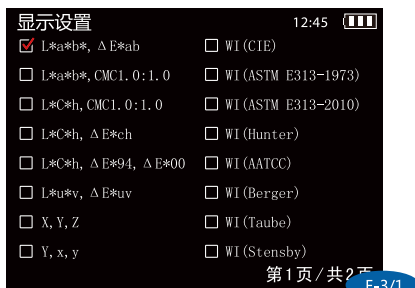 显示设置 12:45
L*a*b*, ΔE*ab
L*a*b*,CMC1.0:1.0
L*C*h,CMC1.0:1.0
L*C*h, ΔE*ch
L*C*h, ΔE*94, ΔE*00
L*u*v, ΔE*uv
X,Y,Z
Y,x,y
WI(CIE)
WI(ASTM E313-1973)
WI(ASTM E313-2010)
WI(Hunter)
WI(AATCC)
WI(Berger)
WI(Taube)
WI(Stensby)
第1页/共2页
F-3/1